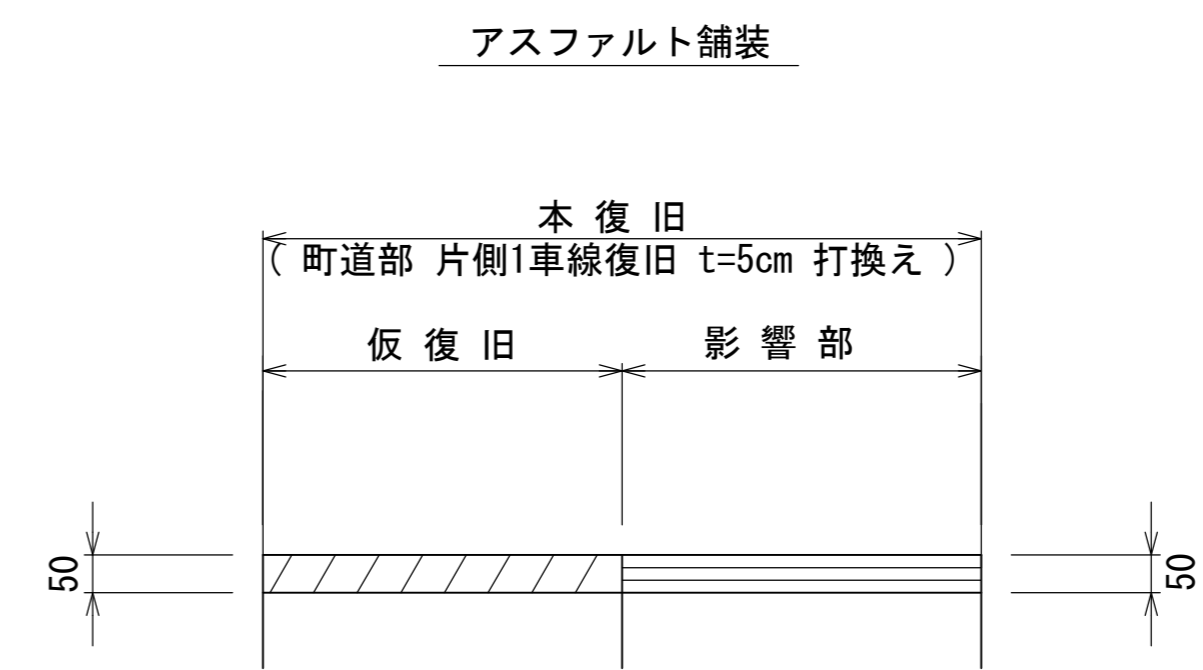 アスファルト舗装
本 復 旧
( 町道部 片側1車線復旧 t=5cm 打換え )
仮 復 旧
影 響 部
50
50